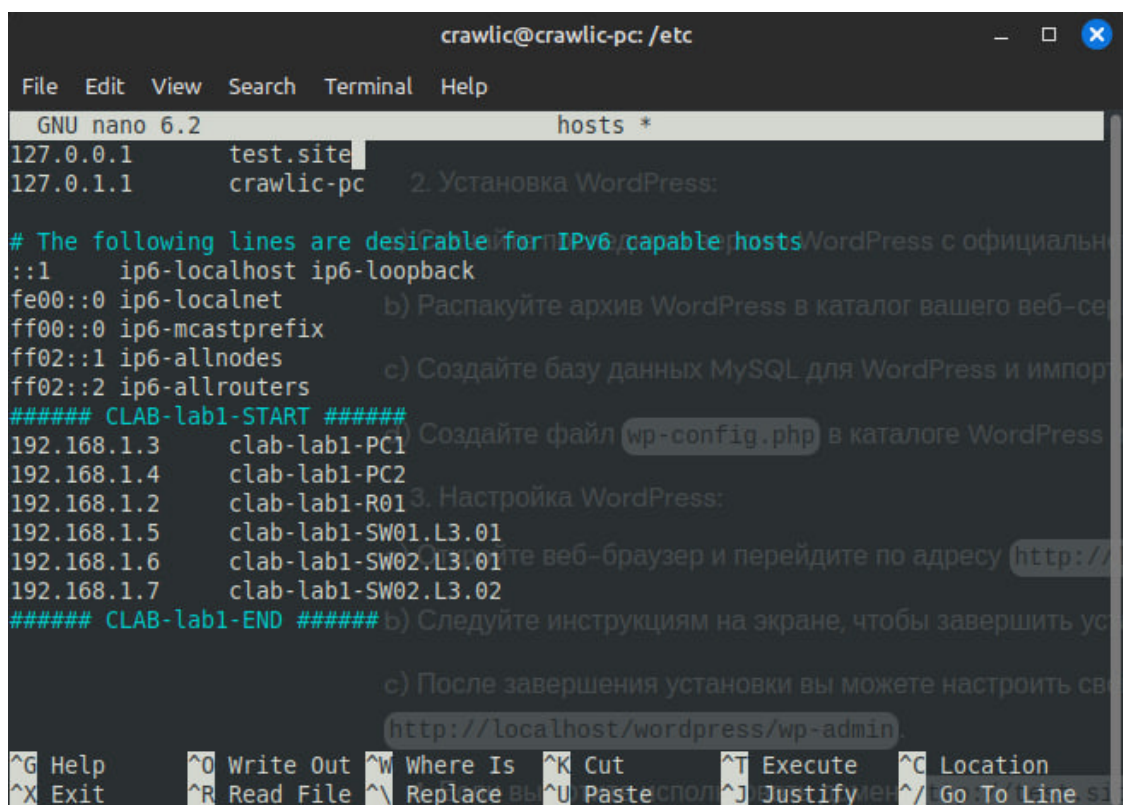 crawlic@crawlic-pc: /etc
File Edit View Search Terminal Help
GNU nano 6.2 hosts *
127.0.0.1 test.site
127.0.1.1 crawlic-pc
2. Установка WordPress:
# The following lines are desirable for IPv6 capable hosts
WordPress с официальн
::1 ip6-localhost ip6-loopback
fe00::0 ip6-localnet
b) Распакуйте архив WordPress в каталог вашего веб-сер
ff00::0 ip6-mcastprefix
ff02::1 ip6-allnodes
c) Создайте базу данных MySQL для WordPress и импорт
ff02::2 ip6-allrouters
###### CLAB-lab1-START ######
192.168.1.3 clab-lab1-PC1
Создайте файл wp-config.php в каталоге WordPress
192.168.1.4 clab-lab1-PC2
192.168.1.2 clab-lab1-R01
3. Настройка WordPress:
192.168.1.5 clab-lab1-SW01.L3.01
192.168.1.6 clab-lab1-SW02.L3.01
веб-браузер и перейдите по адресу http://
192.168.1.7 clab-lab1-SW02.L3.02
###### CLAB-lab1-END ######
b) Следуйте инструкциям на экране, чтобы завершить уст
c) После завершения установки вы можете настроить св
http://localhost/wordpress/wp-admin.
^G Help ^O Write Out ^W Where Is ^K Cut ^T Execute ^C Location
^X Exit ^R Read File ^\ Replace ^U Paste ^J Justify ^/ Go To Line